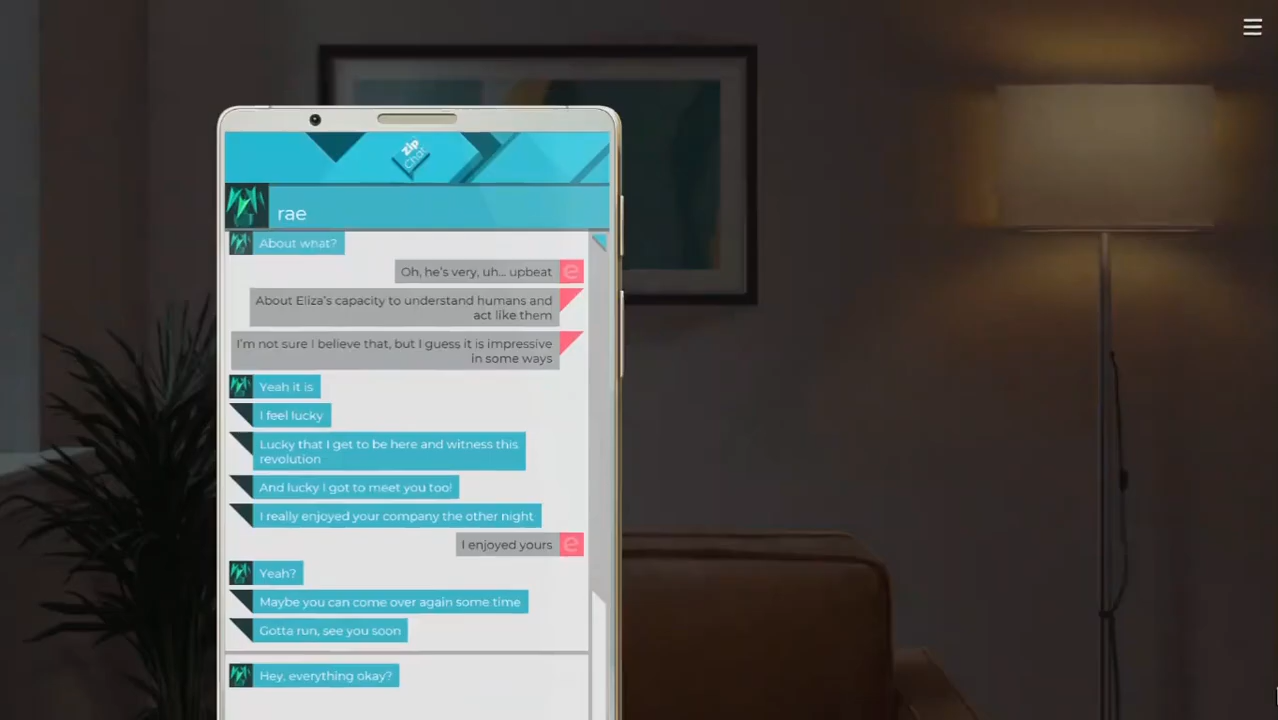 Zip
Chat
rae
About what?
Oh, he's very, uh... upbeat
e
About Eliza's capacity to understand humans and
act like them
I'm not sure I believe that, but I guess it is impressive
in some ways
Yeah it is
I feel lucky
Lucky that I get to be here and witness this
revolution
And lucky I got to meet you too!
I really enjoyed your company the other night
I enjoyed yours
e
Yeah?
Maybe you can come over again some time
Gotta run, see you soon
Hey, everything okay?